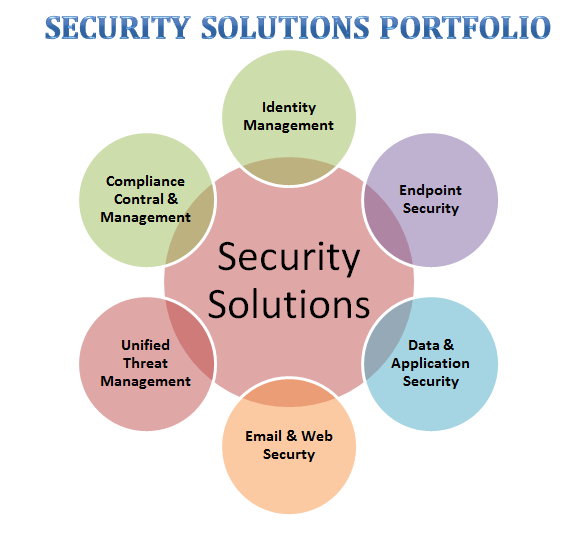 SECURITY SOLUTIONS PORTFOLIO
Identity
Management
Endpoint
Security
Data &
Application
Security
Email & Web
Securty
Unified
Threat
Management
Compliance
Contral &
Management
Security
Solutions